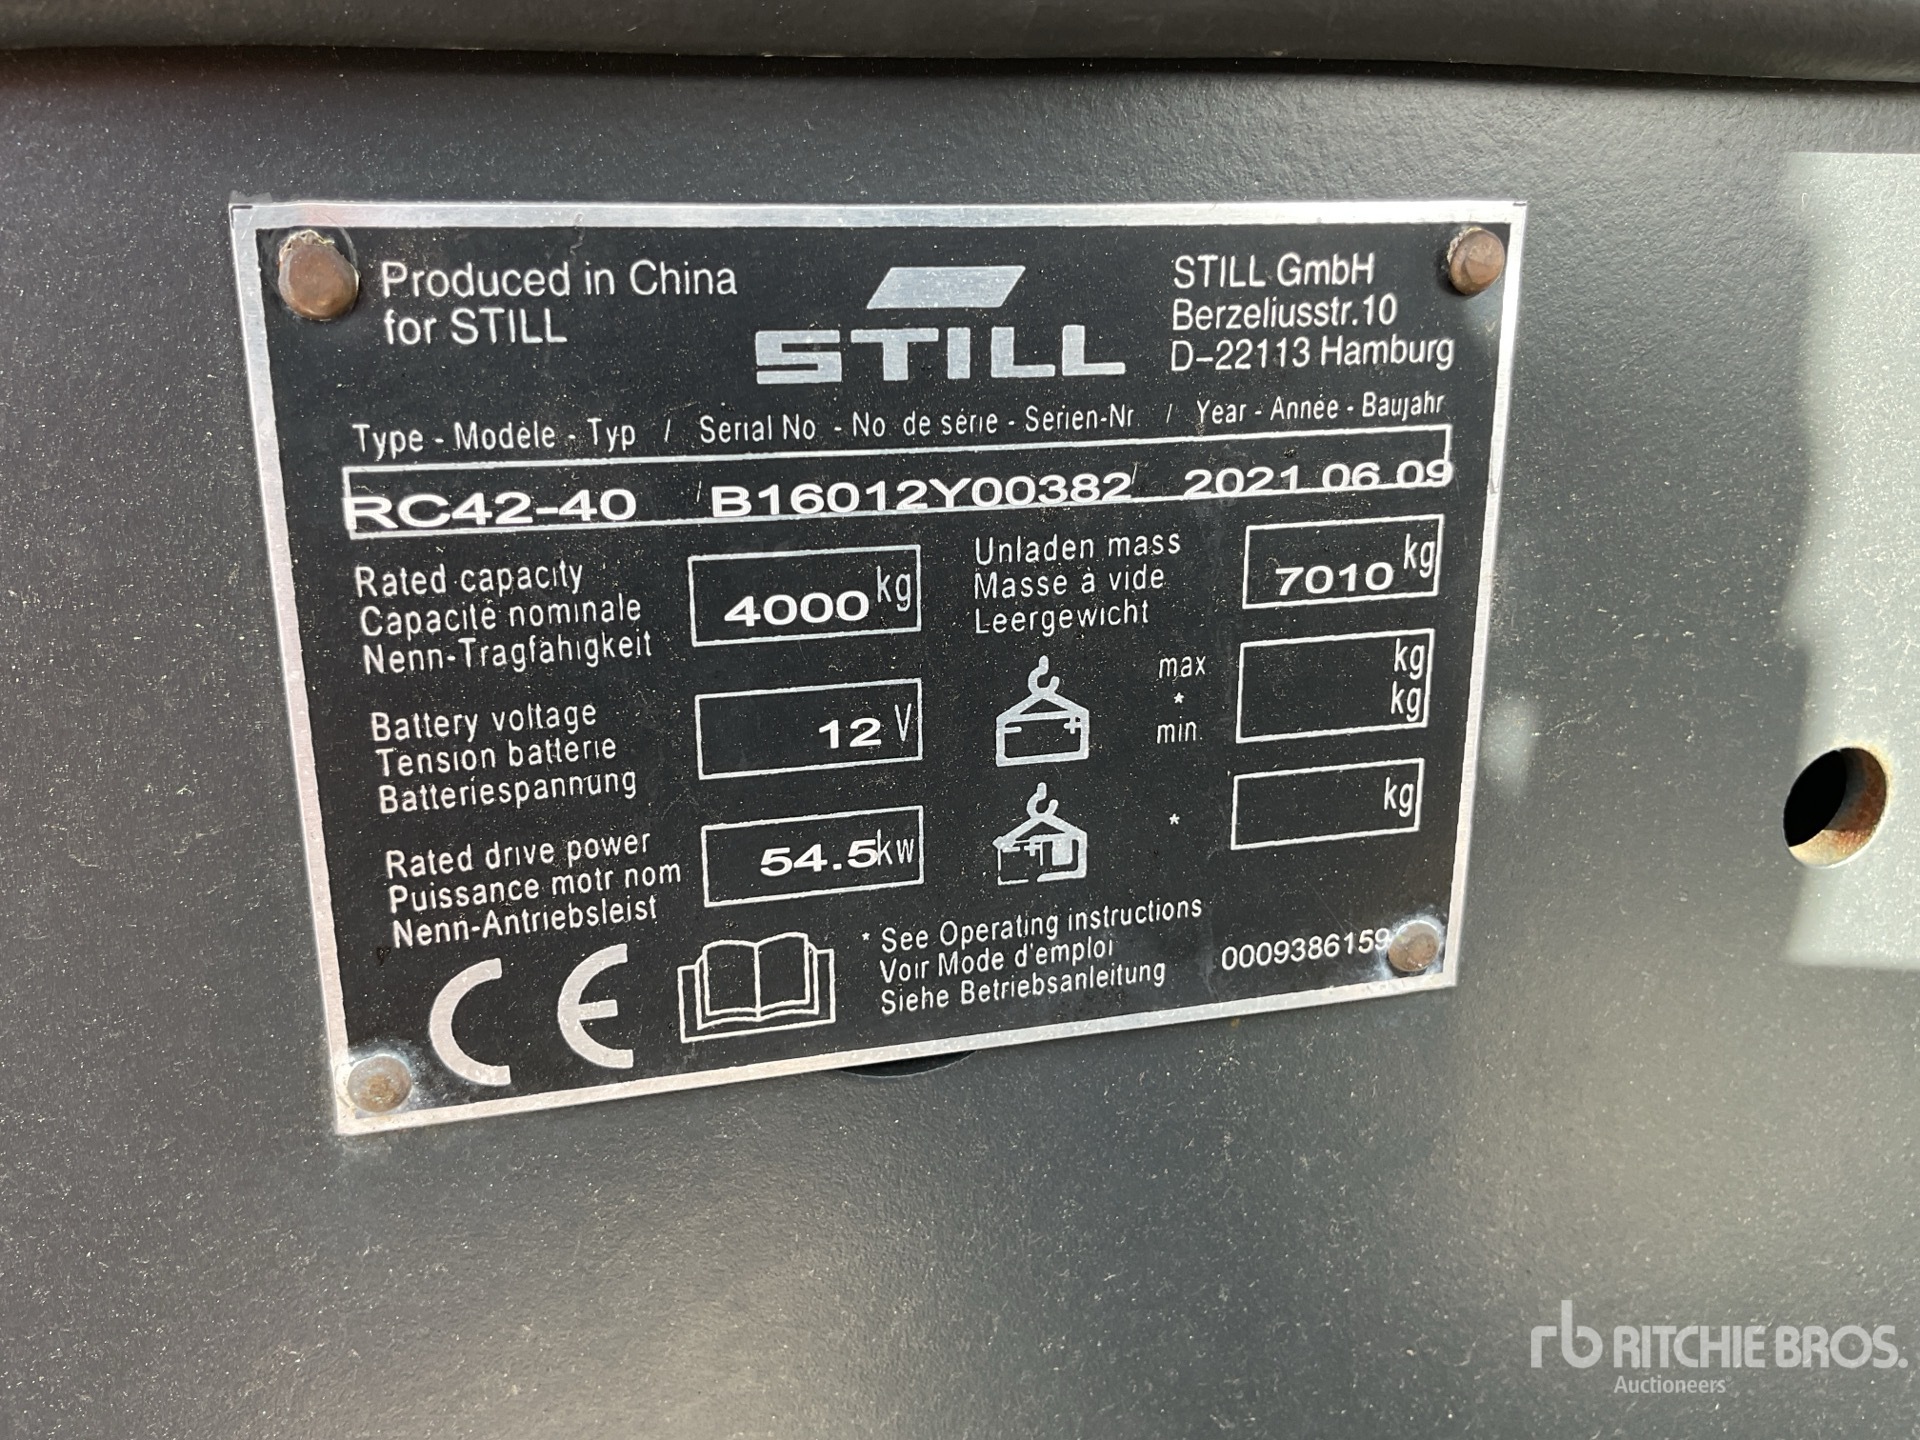 Produced in China
for STILL
STILL
STILL GmbH
Berzeliusstr.10
D-22113 Hamburg
Type - Modèle - Typ / Serial No - No de série - Serien-Nr / Year - Année - Baujahr
RC42-40 / B16012Y00382 / 2021 06 09
Rated capacity
Capacité nominale
Nenn-Tragfähigkeit
4000 kg
Unladen mass
Masse à vide
Leergewicht
7010 kg
Battery voltage
Tension batterie
Batteriespannung
12 V
max kg
*
min. kg
Rated drive power
Puissance motr nom
Nenn-Antriebsleist
54.5 kw
* kg
CE
* See Operating instructions
Voir Mode d'emploi
Siehe Betriebsanleitung
0009386159
rb RITCHIE BROS.
Auctioneers